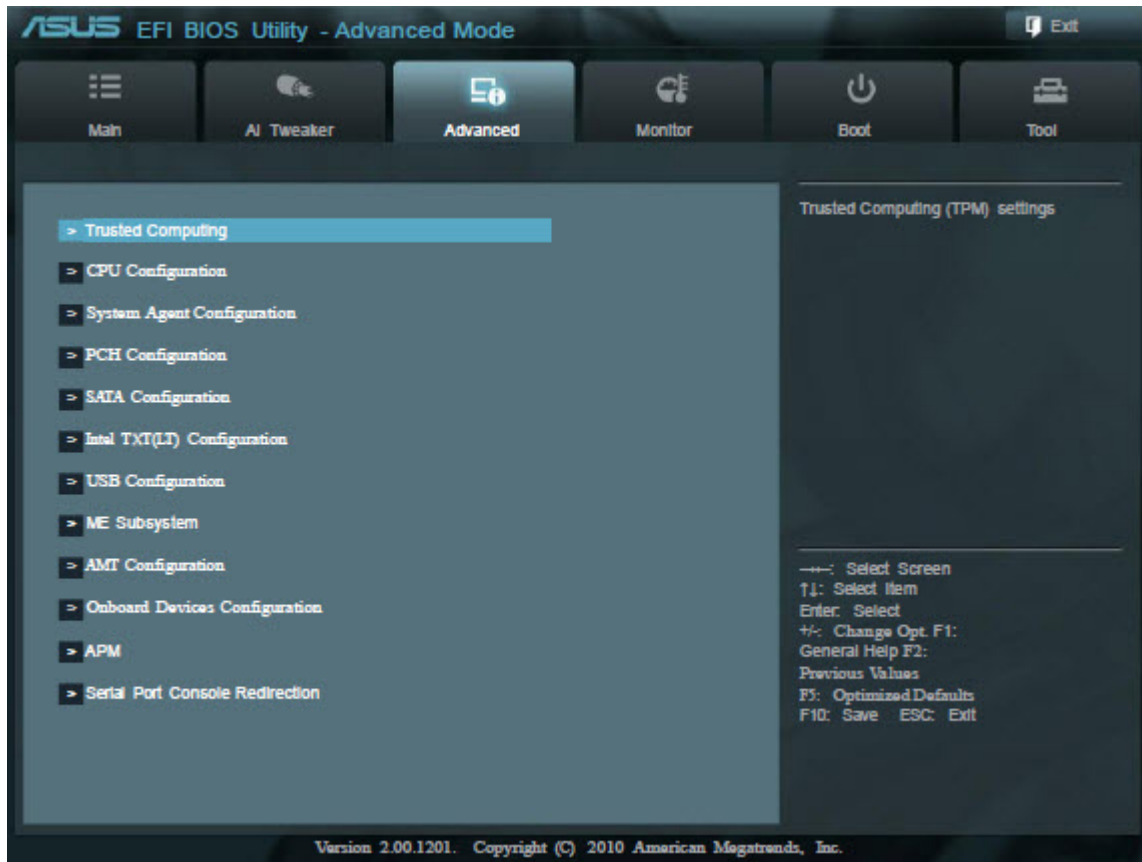 ASUS EFI BIOS Utility - Advanced Mode
Exit
Main
AI Tweaker
Advanced
Monitor
Boot
Tool
> Trusted Computing
> CPU Configuration
> System Agent Configuration
> PCH Configuration
> SATA Configuration
> Intel TXT(LT) Configuration
> USB Configuration
> ME Subsystem
> AMT Configuration
> Onboard Devices Configuration
> APM
> Serial Port Console Redirection
Trusted Computing (TPM) settings
→←: Select Screen
↑↓: Select Item
Enter: Select
+/-: Change Opt. F1:
General Help F2:
Previous Values
F5: Optimized Defaults
F10: Save ESC: Exit
Version 2.00.1201. Copyright (C) 2010 American Megatrends, Inc.